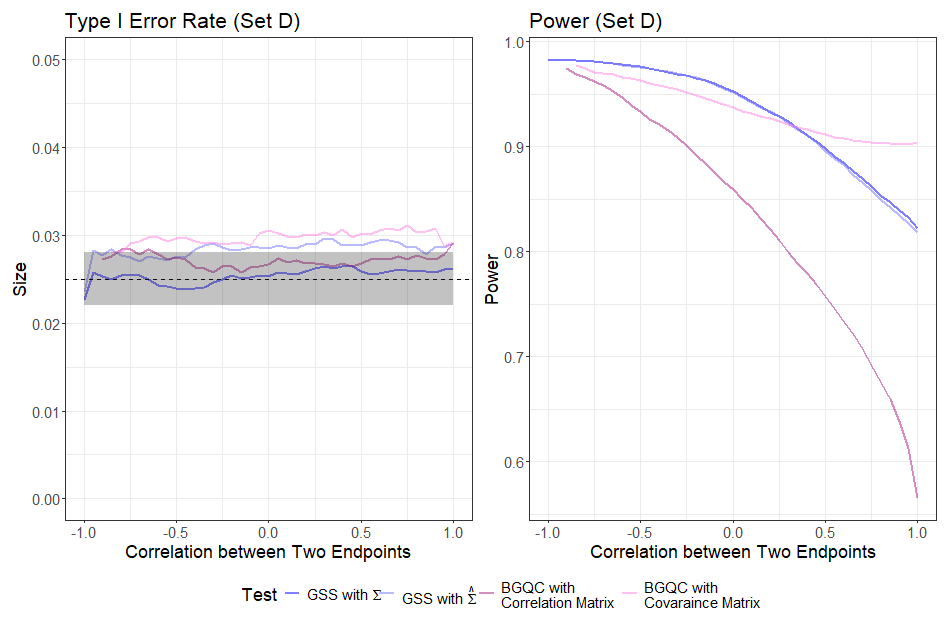 Type I Error Rate (Set D)
Power (Set D)
Size
0.05
0.04
0.03
0.02
0.01
0.00
-1.0 -0.5 0.0 0.5 1.0
Correlation between Two Endpoints
Power
1.0
0.9
0.8
0.7
0.6
-1.0 -0.5 0.0 0.5 1.0
Correlation between Two Endpoints
Test
GSS with Σ
GSS with Σ̂
BGQC with
Correlation Matrix
BGQC with
Covaraince Matrix